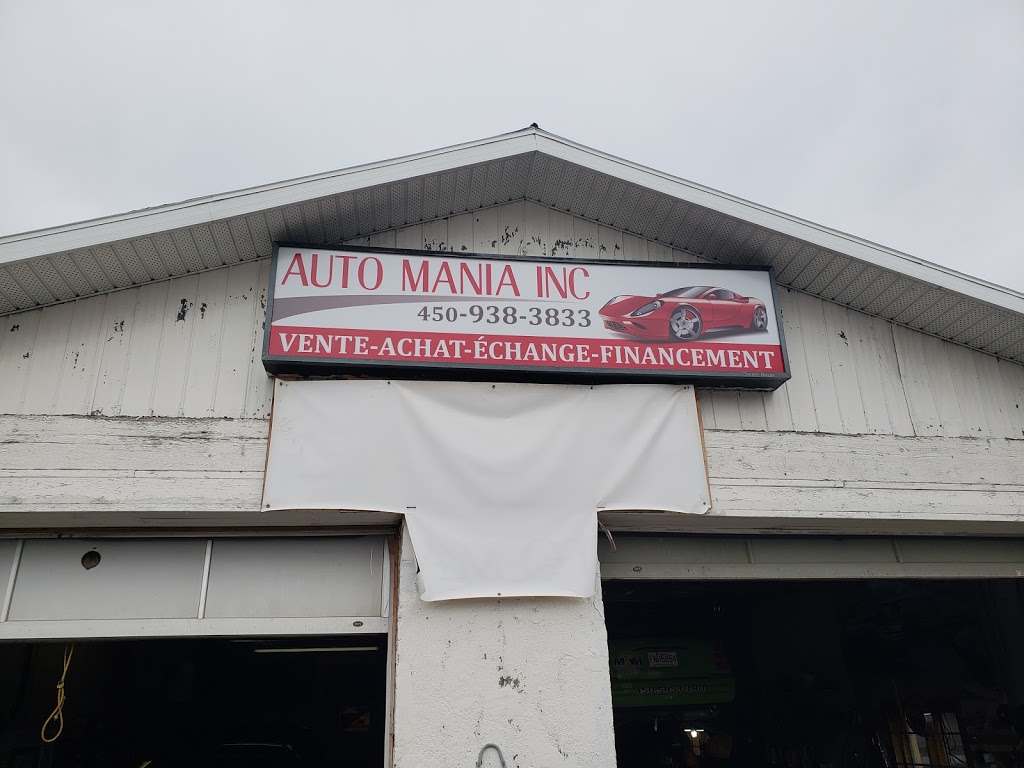 AUTO MANIA INC
450-938-3833
VENTE-ACHAT-ÉCHANGE-FINANCEMENT